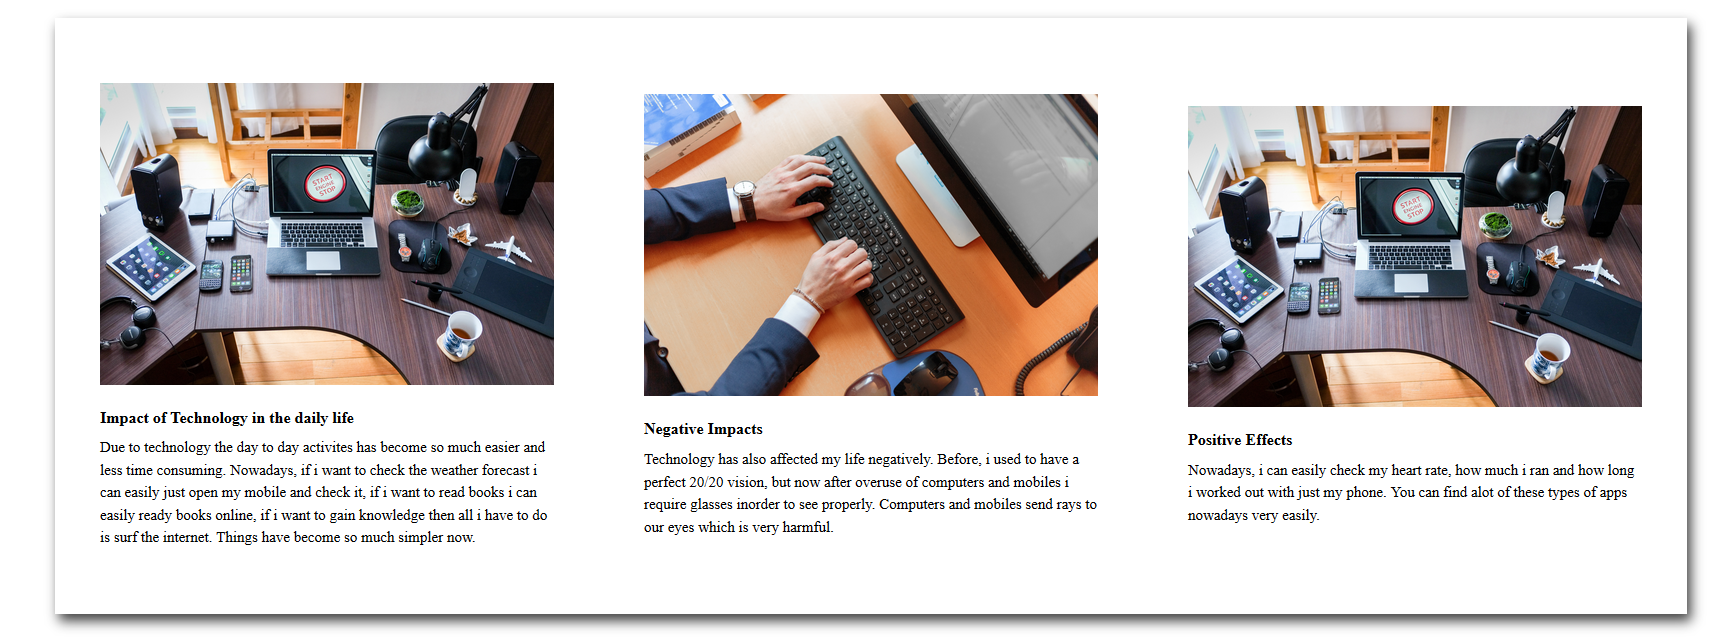 START
ENGINE
STOP
Impact of Technology in the daily life
Due to technology the day to day activites has become so much easier and
less time consuming. Nowadays, if i want to check the weather forecast i
can easily just open my mobile and check it, if i want to read books i can
easily ready books online, if i want to gain knowledge then all i have to do
is surf the internet. Things have become so much simpler now.
Negative Impacts
Technology has also affected my life negatively. Before, i used to have a
perfect 20/20 vision, but now after overuse of computers and mobiles i
require glasses inorder to see properly. Computers and mobiles send rays to
our eyes which is very harmful.
START
ENGINE
STOP
Positive Effects
Nowadays, i can easily check my heart rate, how much i ran and how long
i worked out with just my phone. You can find alot of these types of apps
nowadays very easily.